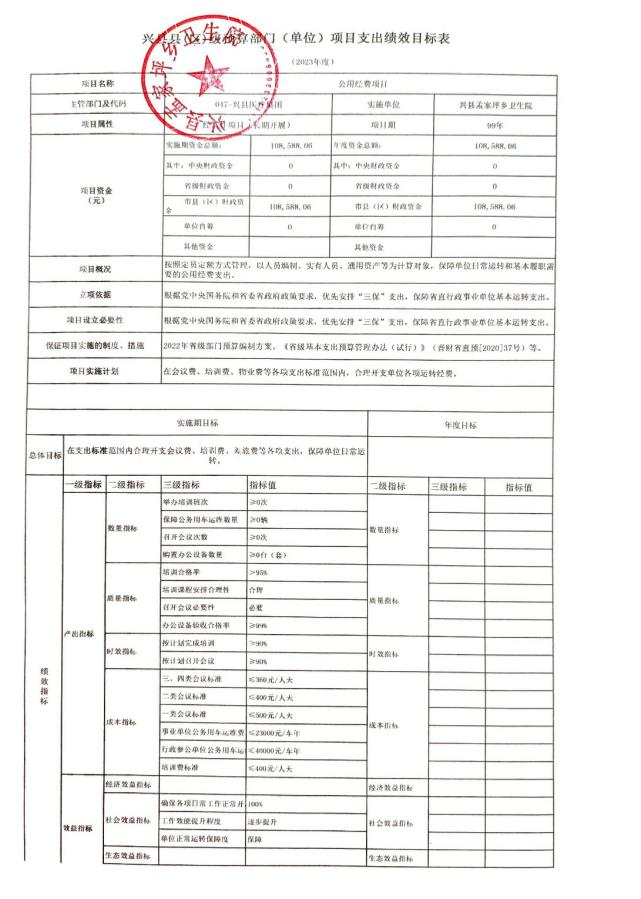 兴县县(区)级预算部门（单位）项目支出绩效目标表
（2023年度）
项目名称 公用经费项目
主管部门及代码 047-兴县医疗集团 实施单位 兴县孟家坪乡卫生院
项目属性 项目（长期开展） 项目期 99年
项目资金（元） 实施期资金总额: 108,588.06 年度资金总额: 108,588.06
其中: 中央财政资金 0 其中: 中央财政资金 0
省级财政资金 0 省级财政资金 0
市县（区）财政资金 108,588.06 市县（区）财政资金 108,588.06
单位自筹 0 单位自筹 0
其他资金 其他资金
项目概况 按照定员定额方式管理，以人员编制、实有人员、通用资产等为计算对象，保障单位日常运转和基本履职需
要的公用经费支出。
立项依据 根据党中央国务院和省委省政府政策要求，优先安排“三保”支出，保障省直行政事业单位基本运转支出。
项目设立必要性 根据党中央国务院和省委省政府政策要求，优先安排“三保”支出，保障省直行政事业单位基本运转支出。
保证项目实施的制度、措施 2022年省级部门预算编制方案、《省级基本支出预算管理办法（试行）》（晋财省直预[2020]37号）等。
项目实施计划 在会议费、培训费、物业费等各项支出标准范围内，合理开支单位各项运转经费。
实施期目标 年度目标
总体目标 在支出标准范围内合理开支会议费、培训费、差旅费等各项支出，保障单位日常运
转。
绩效指标 一级指标 二级指标 三级指标 指标值 二级指标 三级指标 指标值
产出指标 数量指标 举办培训班次 ≥0次 数量指标
保障公务用车运维数量 ≥0辆
召开会议次数 ≥0次
购置办公设备数量 ≥0台（套）
质量指标 培训合格率 >95% 质量指标
培训课程安排合理性 合理
召开会议必要性 必要
办公设备验收合格率 ≥99%
时效指标 按计划完成培训 ≥90% 时效指标
按计划召开会议 ≥90%
成本指标 三、四类会议标准 ≤360元/人天 成本指标
二类会议标准 ≤400元/人天
一类会议标准 ≤500元/人天
事业单位公务用车运维费 ≤23000元/车年
行政参公单位公务用车运 ≤40000元/车年
培训费标准 ≤400元/人天
效益指标 经济效益指标 经济效益指标
社会效益指标 确保各项日常工作正常开 100% 社会效益指标
工作效能提升程度 逐步提升
单位正常运转保障度 保障
生态效益指标 生态效益指标